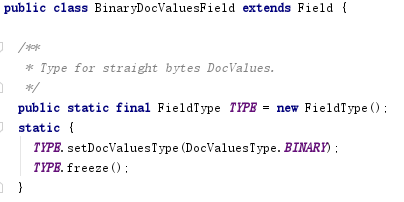 public class BinaryDocValuesField extends Field {
/**
* Type for straight bytes DocValues.
*/
public static final FieldType TYPE = new FieldType();
static {
TYPE.setDocValuesType(DocValuesType.BINARY);
TYPE.freeze();
}